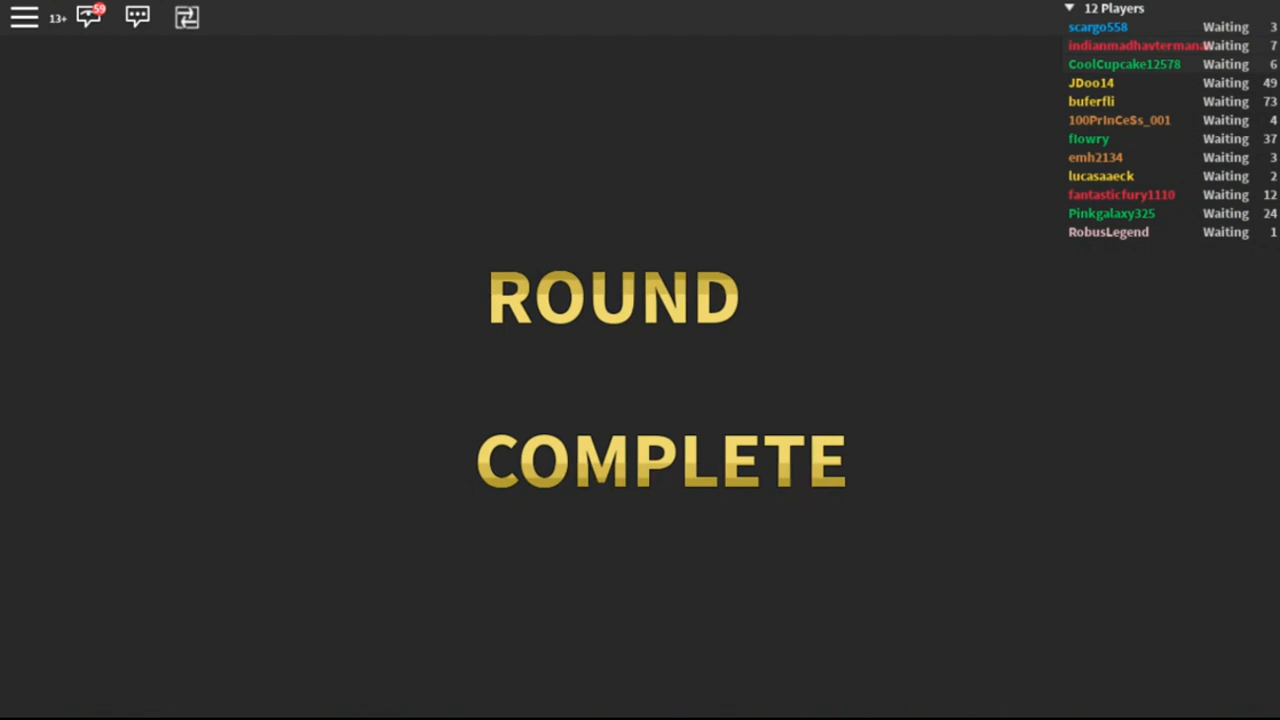 13+ 59
12 Players
scargo558 Waiting 3
indianmadhavtermana Waiting 7
CoolCupcake12578 Waiting 6
JDoo14 Waiting 49
buferfli Waiting 73
100PrInCeSs_001 Waiting 4
flowry Waiting 37
emh2134 Waiting 3
lucasaaeck Waiting 2
fantasticfury1110 Waiting 12
Pinkgalaxy325 Waiting 24
RobusLegend Waiting 1
ROUND
COMPLETE